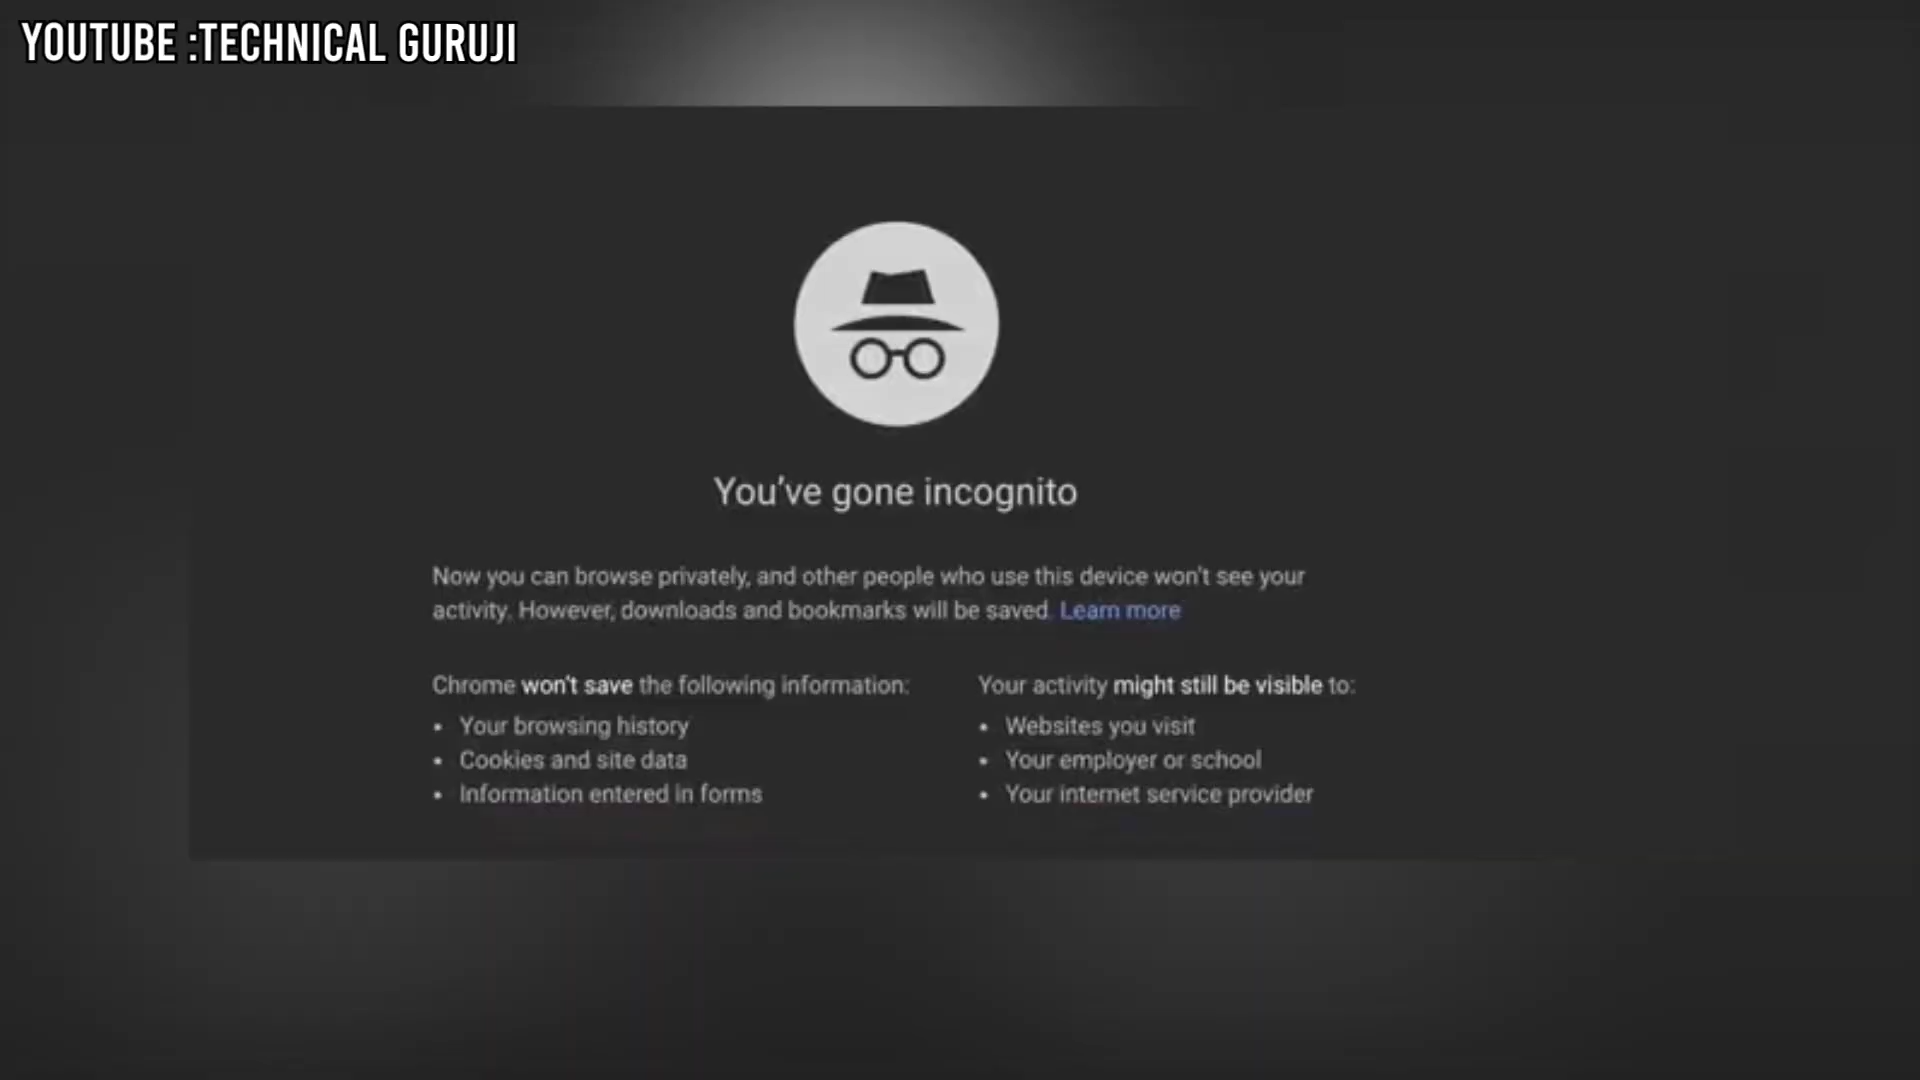 YOUTUBE :TECHNICAL GURUJI
You've gone incognito
Now you can browse privately, and other people who use this device won't see your
activity. However, downloads and bookmarks will be saved. Learn more
Chrome won't save the following information:
• Your browsing history
• Cookies and site data
• Information entered in forms
Your activity might still be visible to:
• Websites you visit
• Your employer or school
• Your internet service provider